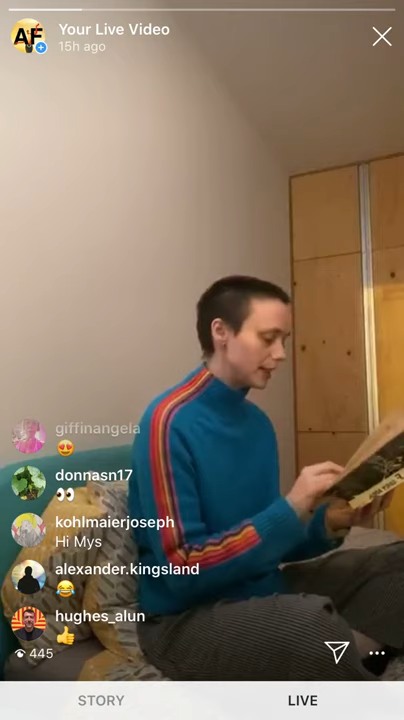 AF
Your Live Video
15h ago
giffinangela
😍
donnasn17
👀
kohlmaierjoseph
Hi Mys
alexander.kingsland
😂
hughes_alun
👍
445
STORY
LIVE